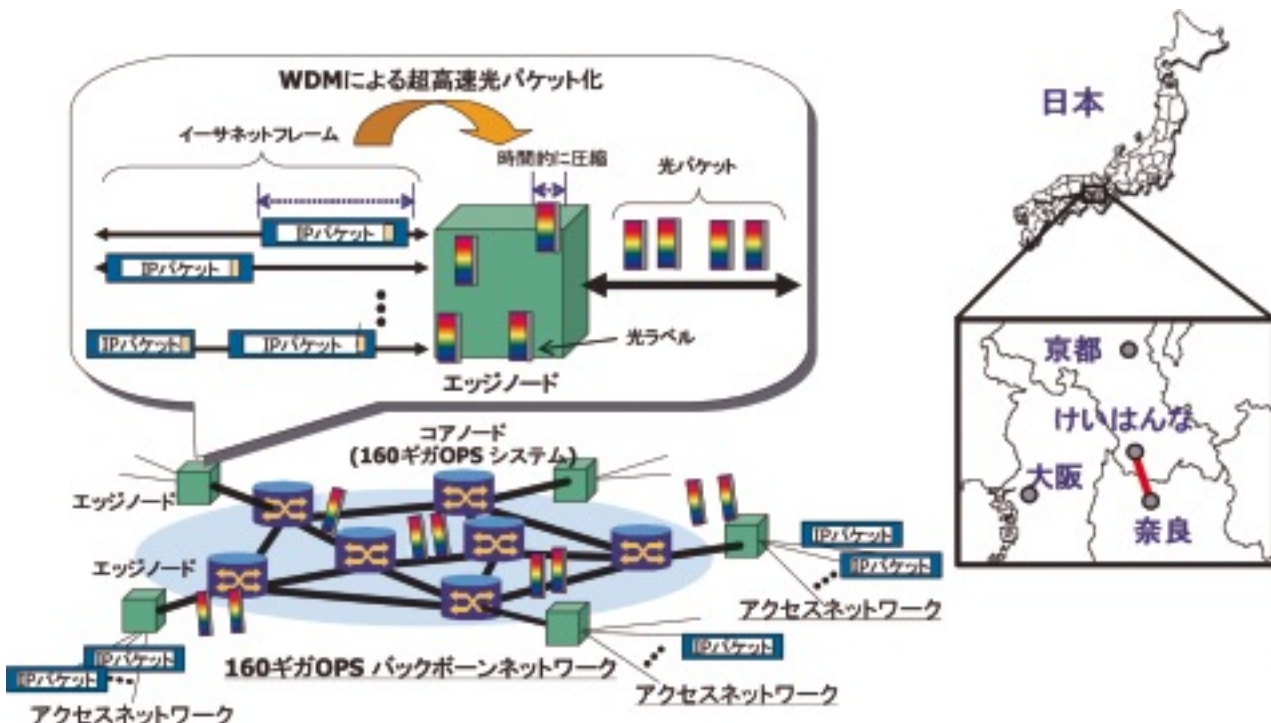 WDMによる超高速光パケット化
イーサネットフレーム
時間的に圧縮
光パケット
IPパケット
IPパケット
IPパケット
IPパケット
光ラベル
エッジノード
コアノード
(160ギガOPS システム)
エッジノード
エッジノード
IPパケット
IPパケット
アクセスネットワーク
IPパケット
アクセスネットワーク
160ギガOPS バックボーンネットワーク
IPパケット
IPパケット
アクセスネットワーク
日本
京都
けいはんな
大阪
奈良